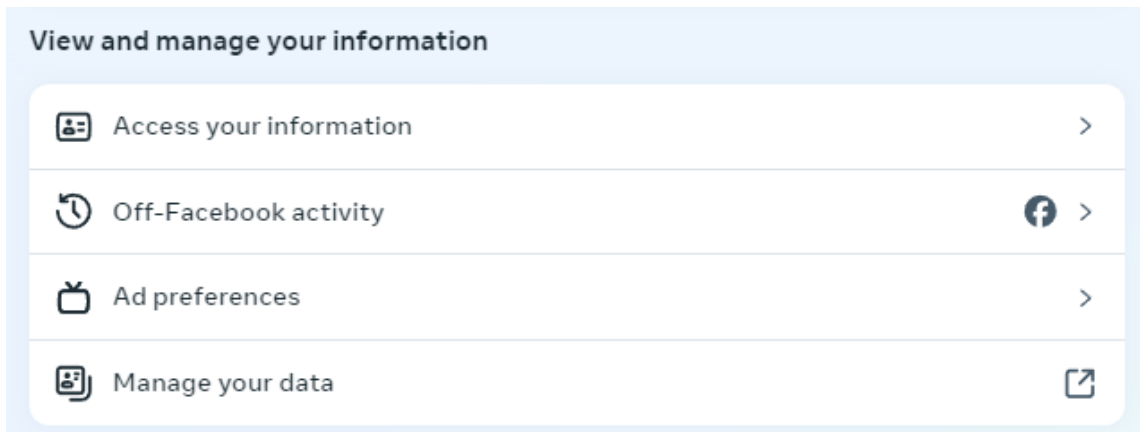 View and manage your information
Access your information
Off-Facebook activity
Ad preferences
Manage your data